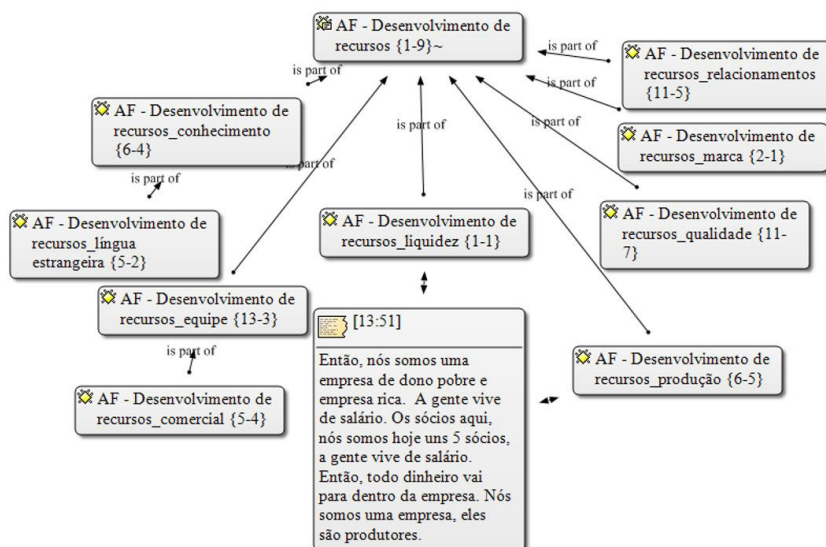 AF - Desenvolvimento de
recursos {1-9}~
is part of
AF - Desenvolvimento de
recursos_relacionamentos
{11-5}
is part of
AF - Desenvolvimento de
recursos_conhecimento
{6-4}
is part of
AF - Desenvolvimento de
recursos_marca {2-1}
is part of
is part of
is part of
is part of
is part of
AF - Desenvolvimento de
recursos_língua
estrangeira {5-2}
AF - Desenvolvimento de
recursos_liquidez {1-1}
AF - Desenvolvimento de
recursos_qualidade {11-
7}
AF - Desenvolvimento de
recursos_equipe {13-3}
is part of
AF - Desenvolvimento de
recursos_comercial {5-4}
[13:51]
Então, nós somos uma
empresa de dono pobre e
empresa rica. A gente vive
de salário. Os sócios aqui,
nós somos hoje uns 5 sócios,
a gente vive de salário.
Então, todo dinheiro vai
para dentro da empresa. Nós
somos uma empresa, eles
são produtores.
AF - Desenvolvimento de
recursos_produção {6-5}